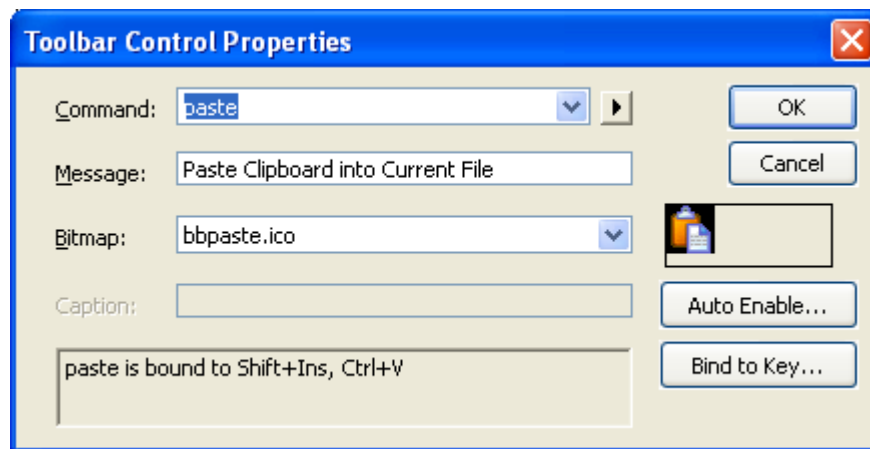 Toolbar Control Properties
Command: paste
OK
Message: Paste Clipboard into Current File
Cancel
Bitmap: bbpaste.ico
Caption:
Auto Enable...
paste is bound to Shift+Ins, Ctrl+V
Bind to Key...